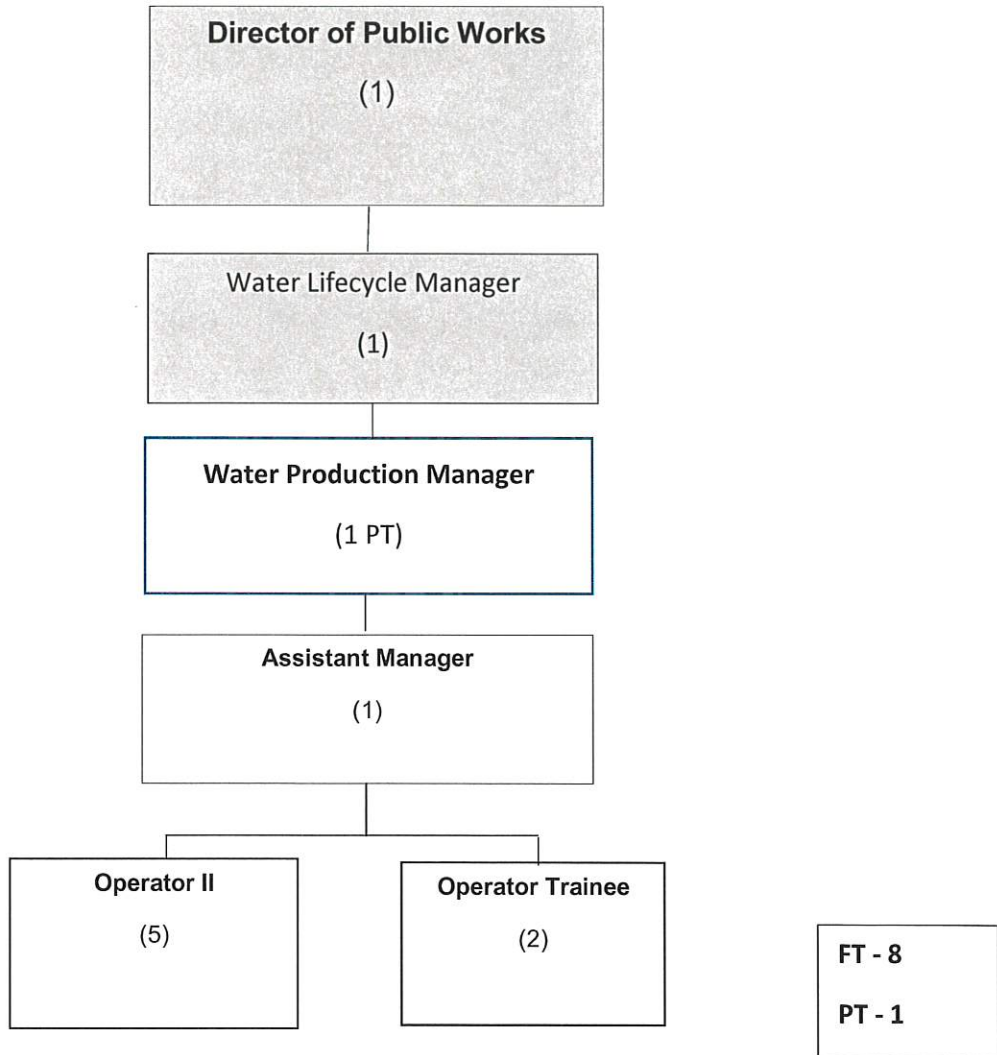 Director of Public Works
(1)
Water Lifecycle Manager
(1)
Water Production Manager
(1 PT)
Assistant Manager
(1)
Operator II
(5)
Operator Trainee
(2)
FT - 8
PT - 1